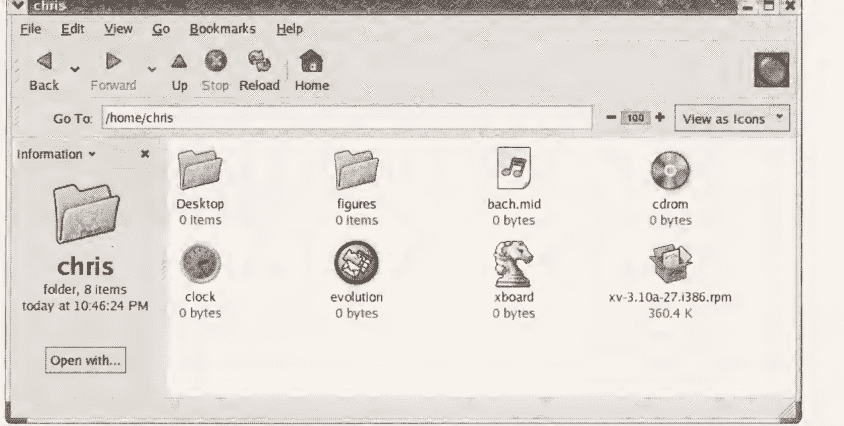 chris
File Edit View Go Bookmarks Help
Back Forward Up Stop Reload Home
Go To: /home/chris 100 View as Icons
Information
chris
folder, 8 items
today at 10:46:24 PM
Open with...
Desktop figures bach.mid cdrom
0 items 0 items 0 bytes 0 bytes
clock evolution xboard xv-3.10a-27.i386.rpm
0 bytes 0 bytes 0 bytes 360.4 K